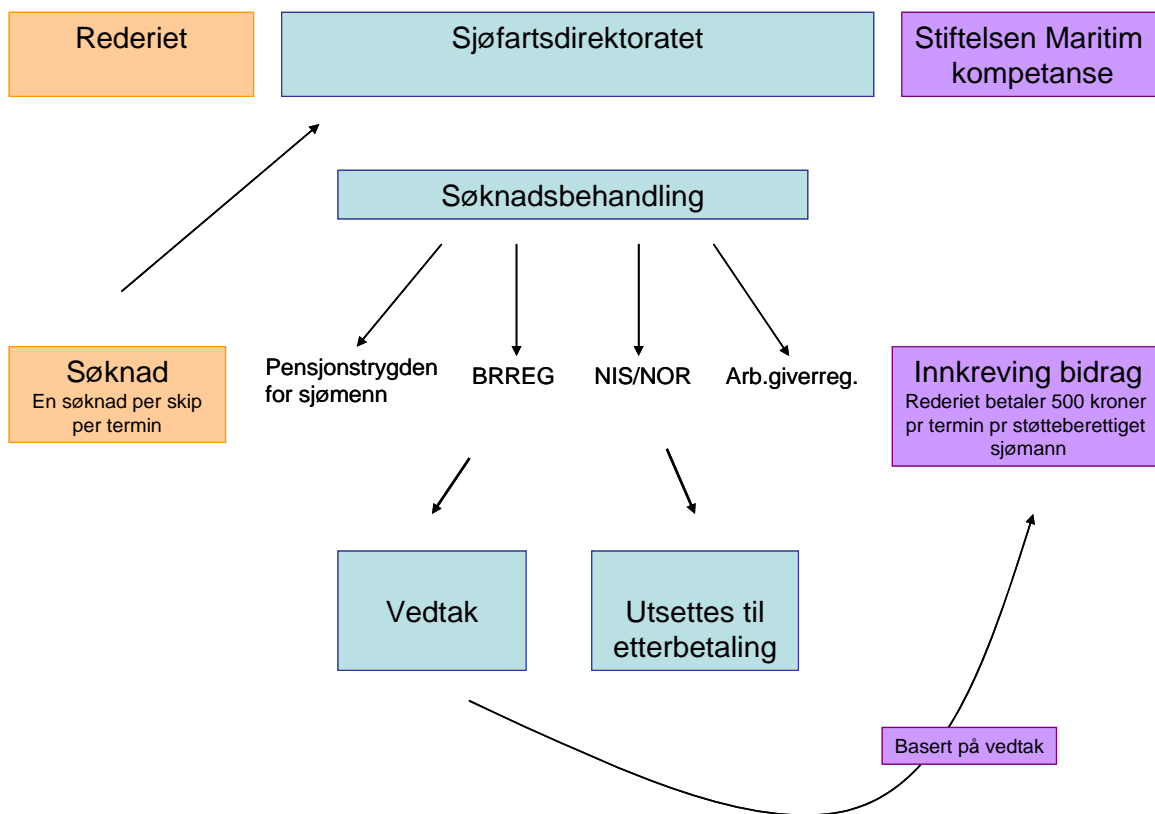 Rederiet
Sjøfartsdirektoratet
Stiftelsen Maritim
kompetanse
Søknadsbehandling
Søknad
En søknad per skip
per termin
Pensjonstrygden
for sjømenn
BRREG
NIS/NOR
Arb.giverreg.
Innkreving bidrag
Rederiet betaler 500 kroner
pr termin pr støtteberettiget
sjømann
Vedtak
Utsettes til
etterbetaling
Basert på vedtak